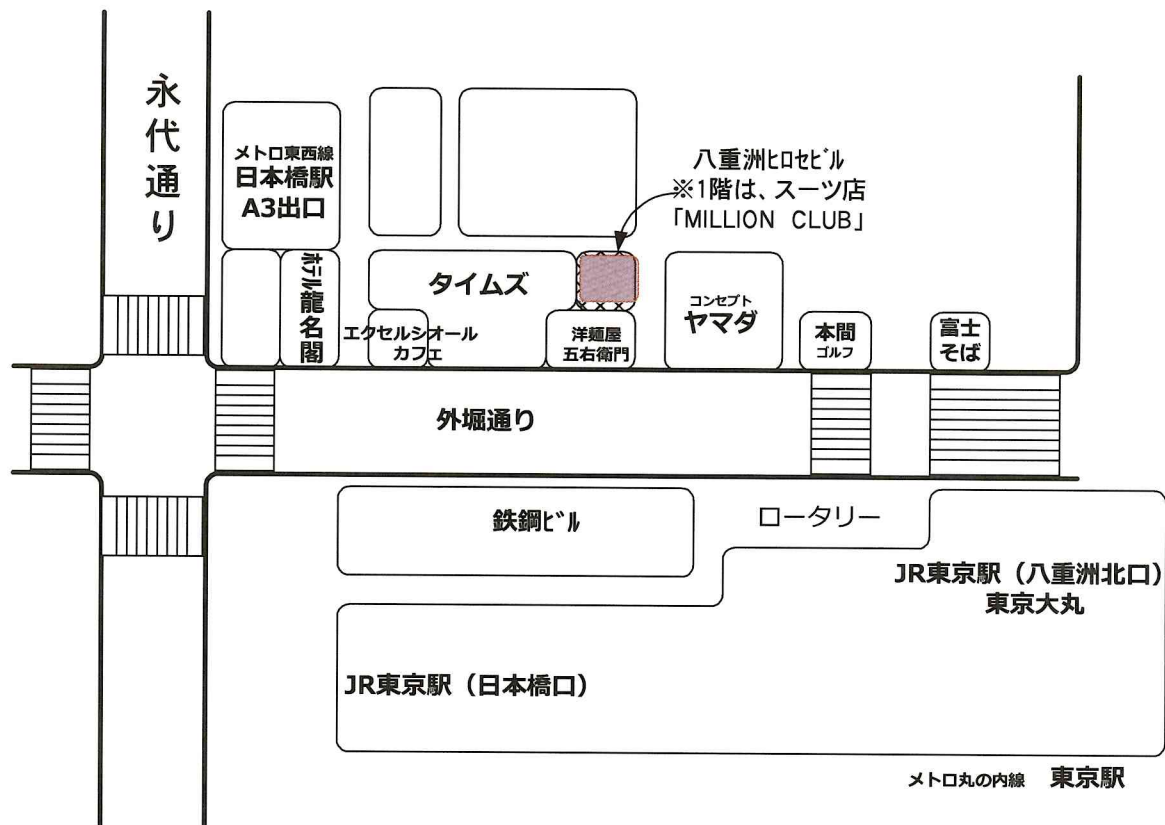 永代通り
メトロ東西線
日本橋駅
A3出口
ホテル龍名閣
八重洲ﾋﾛｾﾋﾞﾙ
※1階は、スーツ店
「MILLION CLUB」
タイムズ
エクセルシオール
カフェ
洋麺屋
五右衛門
コンセプト
ヤマダ
本間
ゴルフ
富士
そば
外堀通り
鉄鋼ﾋﾞﾙ
ロータリー
JR東京駅（八重洲北口）
東京大丸
JR東京駅（日本橋口）
メトロ丸の内線 東京駅